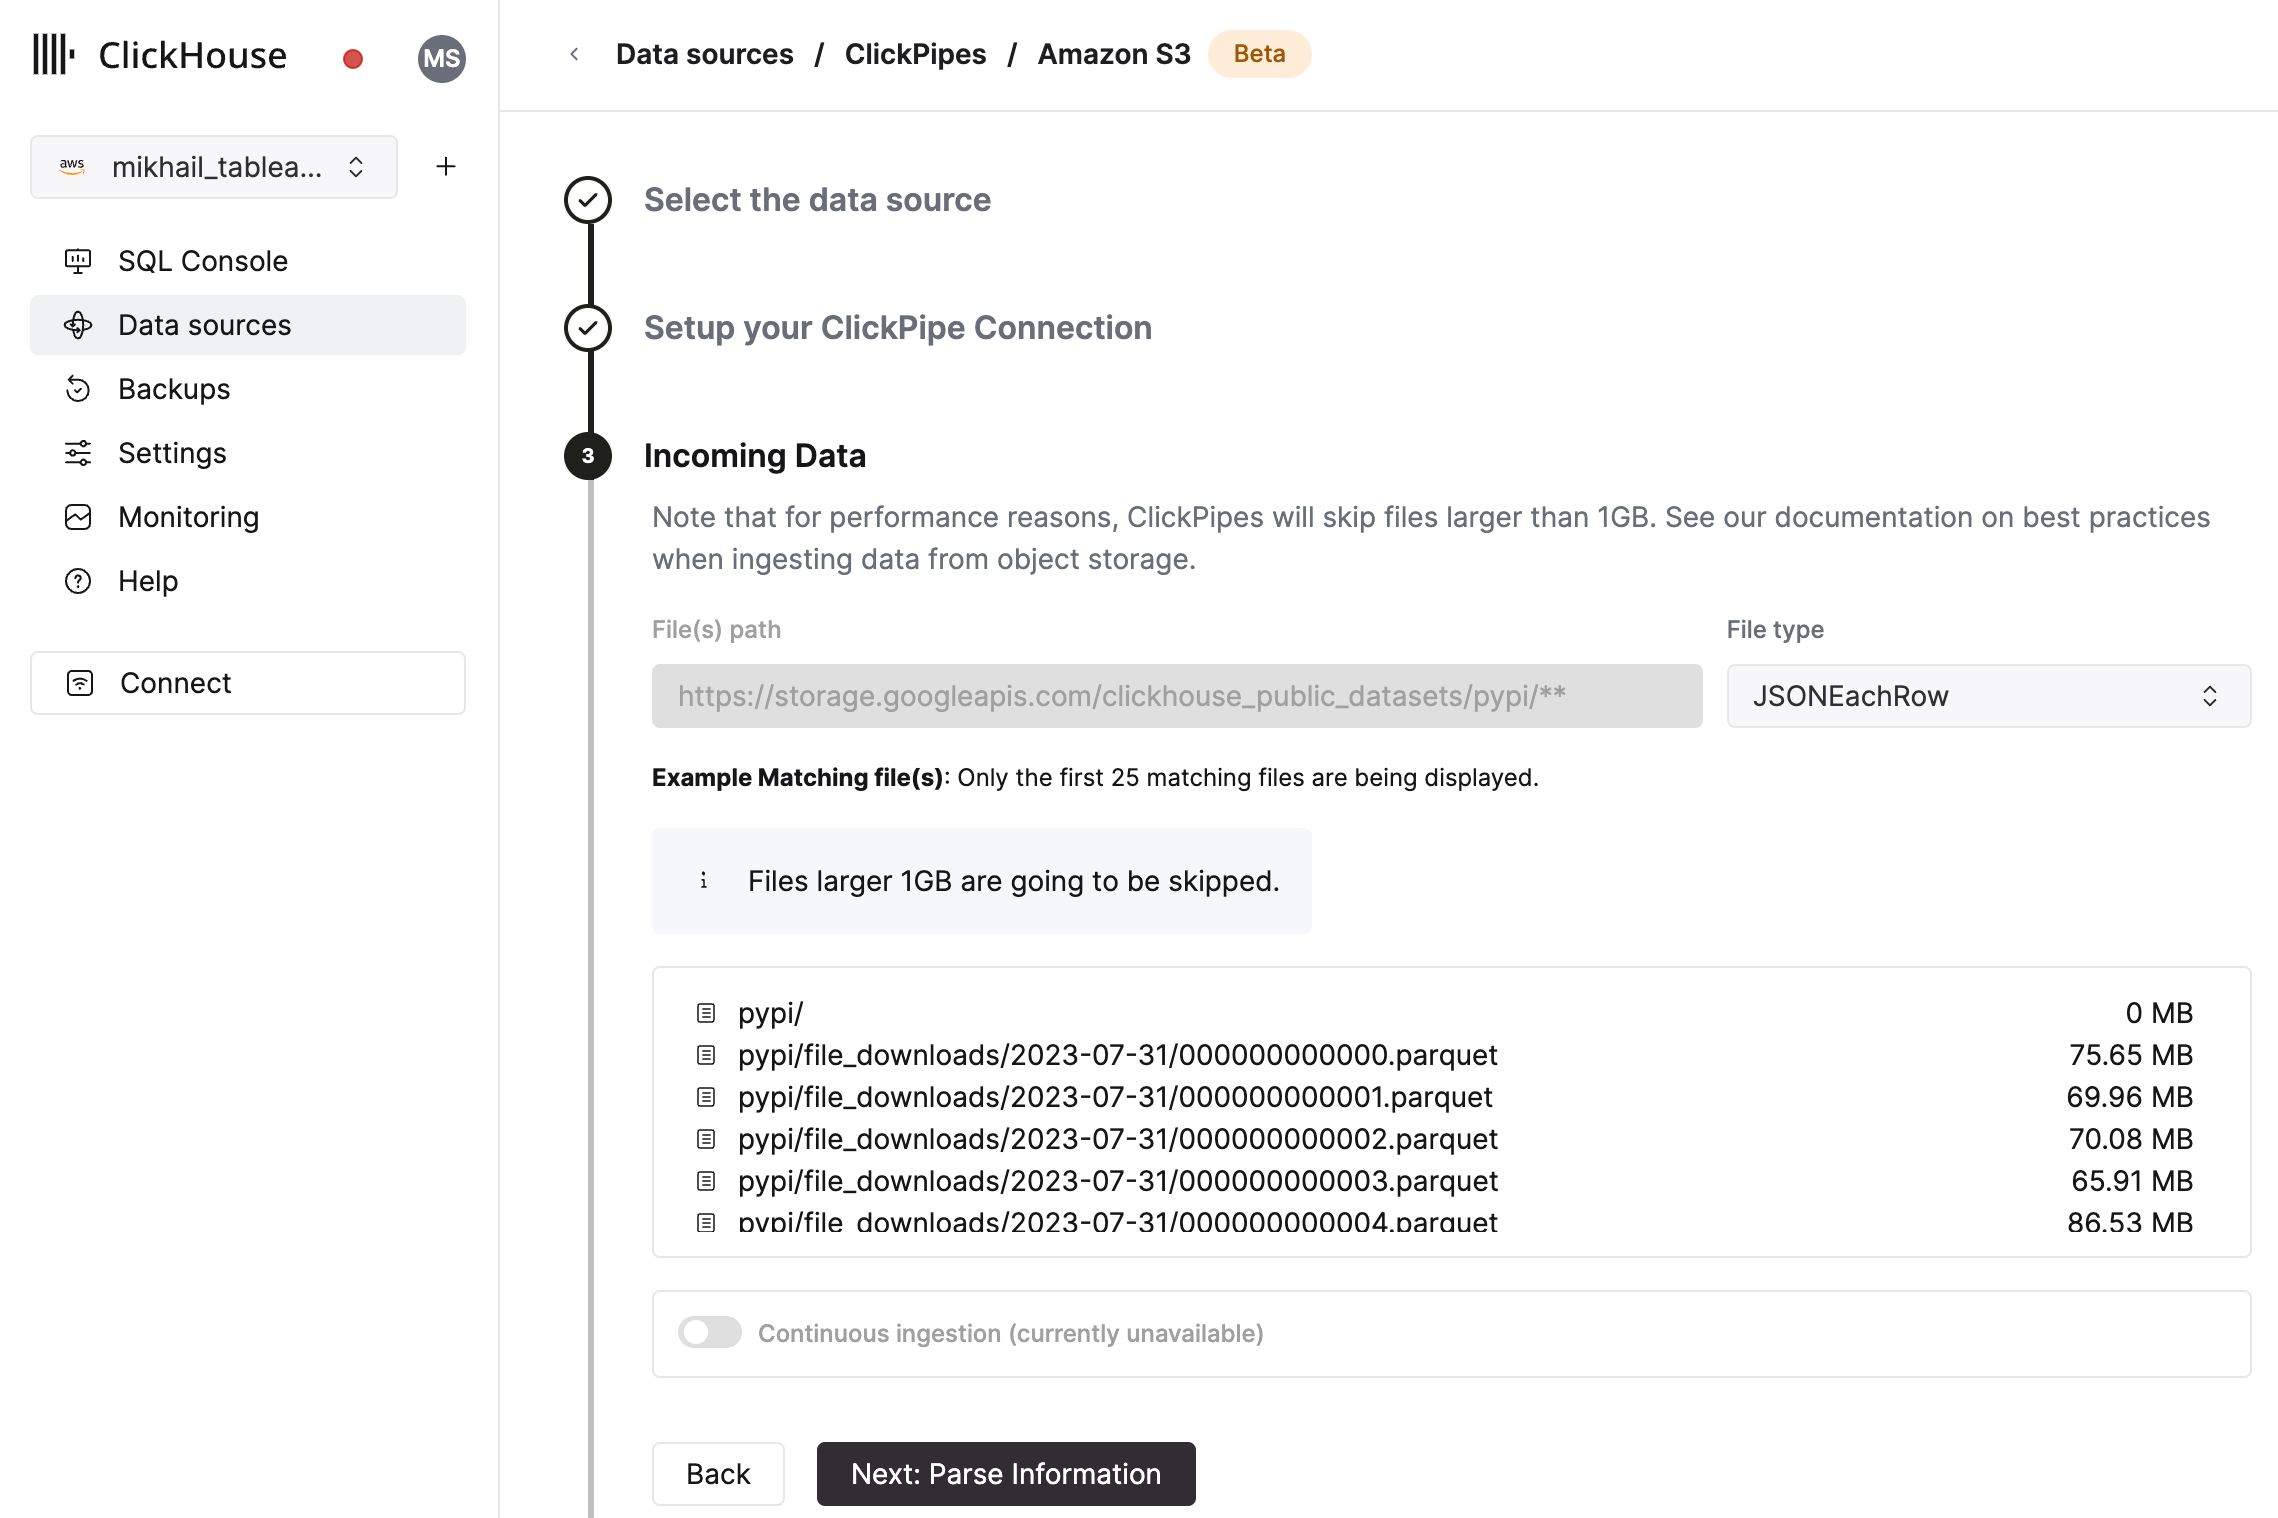 ClickHouse
MS
aws mikhail_tablea...
SQL Console
Data sources
Backups
Settings
Monitoring
Help
Connect
Data sources / ClickPipes / Amazon S3 Beta
Select the data source
Setup your ClickPipe Connection
3 Incoming Data
Note that for performance reasons, ClickPipes will skip files larger than 1GB. See our documentation on best practices
when ingesting data from object storage.
File(s) path File type
https://storage.googleapis.com/clickhouse_public_datasets/pypi/** JSONEachRow
Example Matching file(s): Only the first 25 matching files are being displayed.
i Files larger 1GB are going to be skipped.
pypi/ 0 MB
pypi/file_downloads/2023-07-31/000000000000.parquet 75.65 MB
pypi/file_downloads/2023-07-31/000000000001.parquet 69.96 MB
pypi/file_downloads/2023-07-31/000000000002.parquet 70.08 MB
pypi/file_downloads/2023-07-31/000000000003.parquet 65.91 MB
pypi/file_downloads/2023-07-31/000000000004.parquet 86.53 MB
Continuous ingestion (currently unavailable)
Back Next: Parse Information